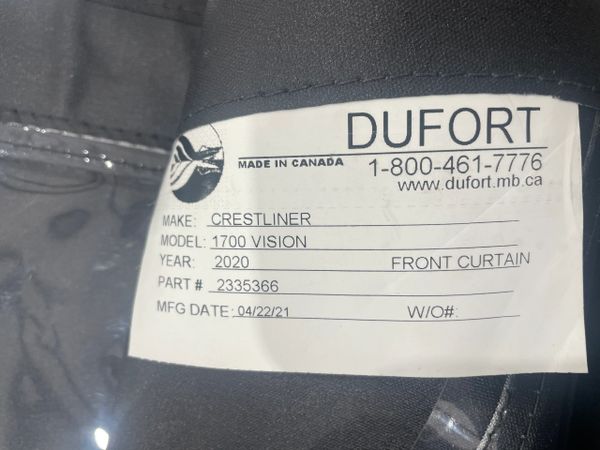 DUFORT
MADE IN CANADA 1-800-461-7776
www.dufort.mb.ca
MAKE: CRESTLINER
MODEL: 1700 VISION
YEAR: 2020 FRONT CURTAIN
PART # 2335366
MFG DATE: 04/22/21 W/O#: